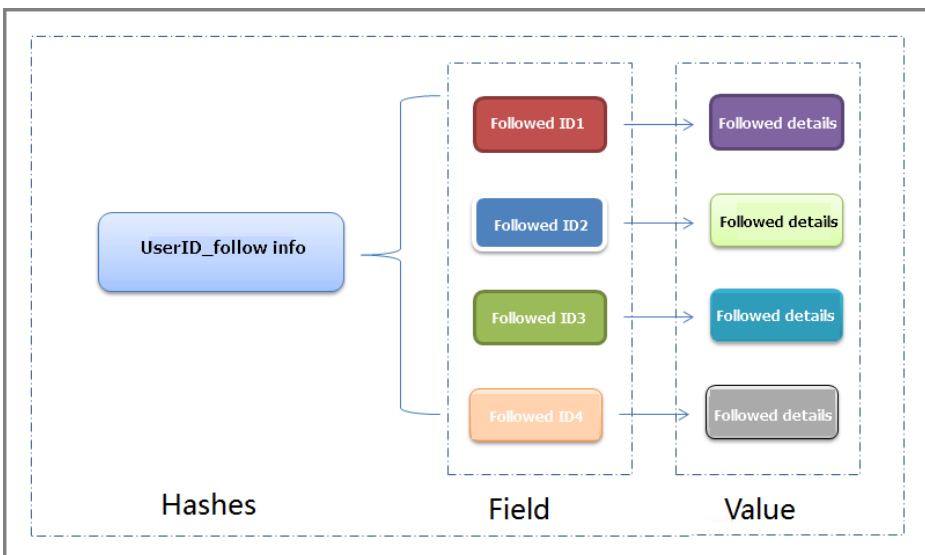 UserID_follow info
Followed ID1
Followed details
Followed ID2
Followed details
Followed ID3
Followed details
Followed ID4
Followed details
Hashes
Field
Value